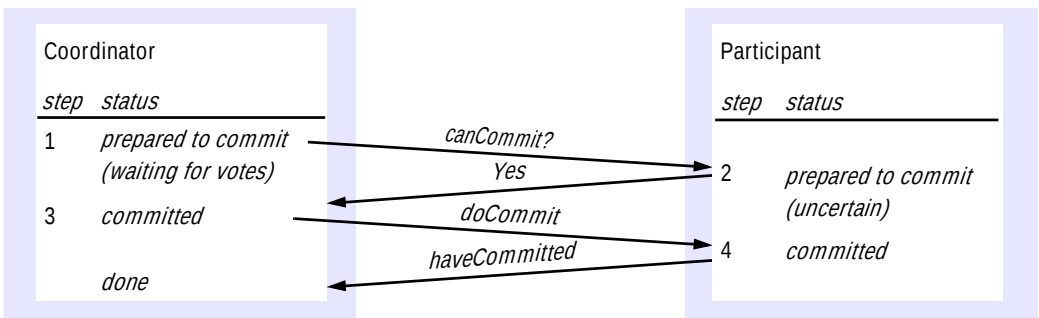 Coordinator
step status
1 prepared to commit
(waiting for votes)
3 committed
done
canCommit?
Yes
doCommit
haveCommitted
Participant
step status
2 prepared to commit
(uncertain)
4 committed